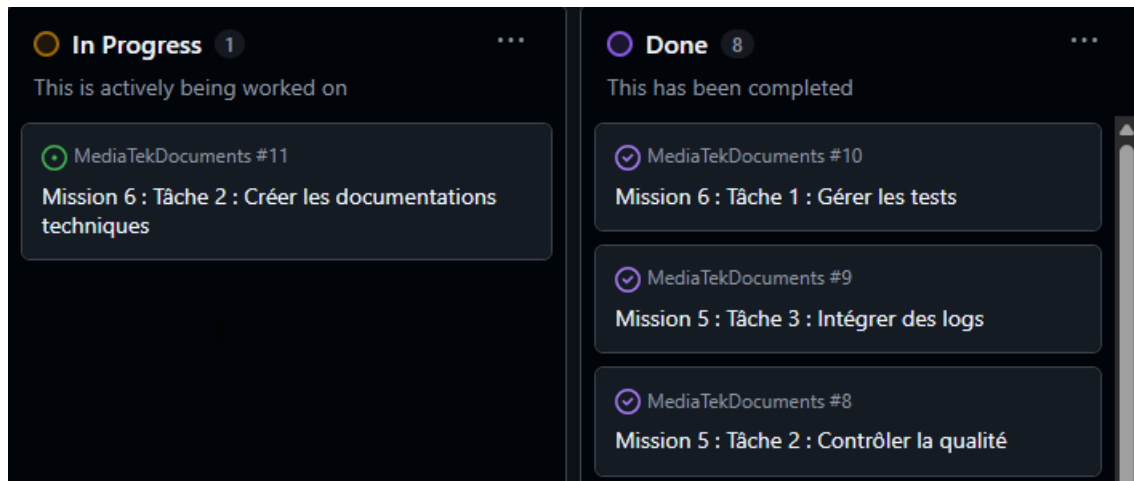 In Progress 1
This is actively being worked on
MediaTekDocuments #11
Mission 6 : Tâche 2 : Créer les documentations
techniques
Done 8
This has been completed
MediaTekDocuments #10
Mission 6 : Tâche 1 : Gérer les tests
MediaTekDocuments #9
Mission 5 : Tâche 3 : Intégrer des logs
MediaTekDocuments #8
Mission 5 : Tâche 2 : Contrôler la qualité